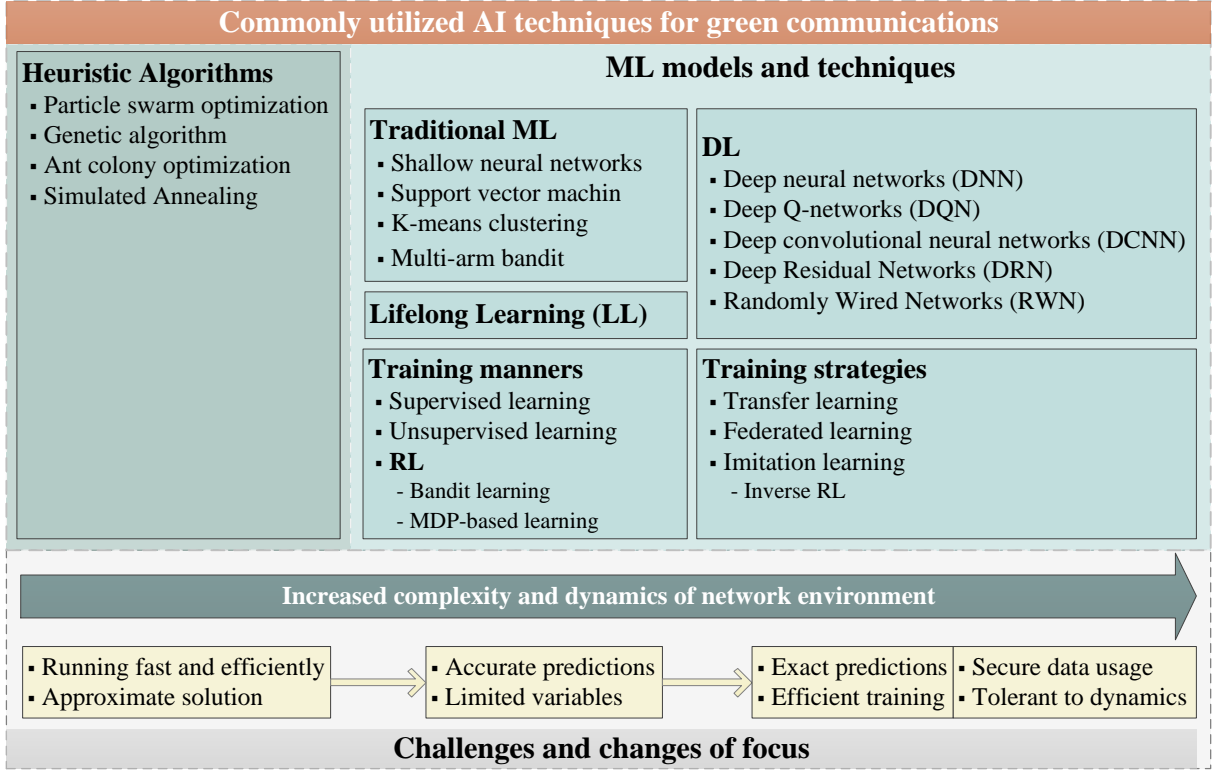 Commonly utilized AI techniques for green communications
Heuristic Algorithms
▪ Particle swarm optimization
▪ Genetic algorithm
▪ Ant colony optimization
▪ Simulated Annealing
ML models and techniques
Traditional ML
▪ Shallow neural networks
▪ Support vector machin
▪ K-means clustering
▪ Multi-arm bandit
Lifelong Learning (LL)
DL
▪ Deep neural networks (DNN)
▪ Deep Q-networks (DQN)
▪ Deep convolutional neural networks (DCNN)
▪ Deep Residual Networks (DRN)
▪ Randomly Wired Networks (RWN)
Training manners
▪ Supervised learning
▪ Unsupervised learning
▪ RL
- Bandit learning
- MDP-based learning
Training strategies
▪ Transfer learning
▪ Federated learning
▪ Imitation learning
- Inverse RL
Increased complexity and dynamics of network environment
▪ Running fast and efficiently
▪ Approximate solution
▪ Accurate predictions
▪ Limited variables
▪ Exact predictions
▪ Efficient training
▪ Secure data usage
▪ Tolerant to dynamics
Challenges and changes of focus